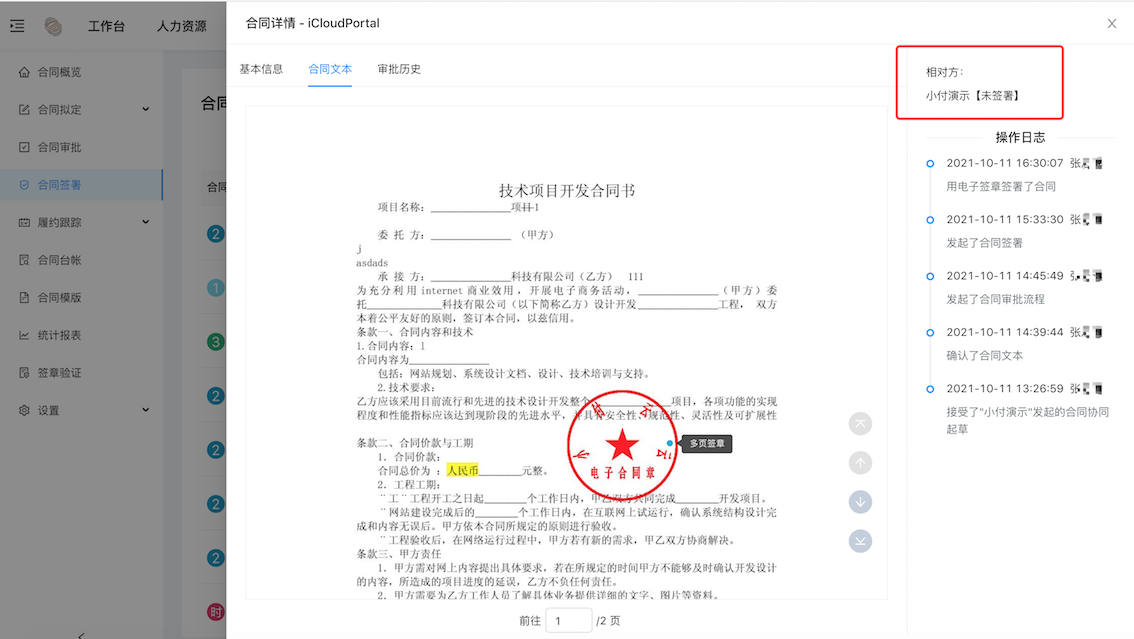 工作台
人力资源
合同详情 - iCloudPortal
合同概览
合同拟定
合同审批
合同签署
履约跟踪
合同台帐
合同模版
统计报表
签章验证
设置
合同
合同
2
1
3
2
2
2
2
时
基本信息
合同文本
审批历史
技术项目开发合同书
项目名称：_______________项目1
委 托 方：_______________ （甲方）
j
asdads
承 接 方：_______________科技有限公司（乙方） 111
为充分利用 internet 商业效用，开展电子商务活动，_______________（甲方）委
托_______________科技有限公司（以下简称乙方）设计开发_______________工程， 双方
本着公平友好的原则，签订本合同，以兹信用。
条款一、合同内容和技术
1.合同内容：1
合同内容为_______________
包括：网站规划、系统设计文档、设计、技术培训与支持。
2.技术要求：
乙方应该采用目前流行和先进的技术设计开发整个_______________项目，各项功能的实现
程度和性能指标应该达到现阶段的先进水平，并具有安全性、规范性、灵活性及可扩展性
条款二、合同价款与工期
1. 合同价款：
合同总价为 ：人民币________元整。
2. 工程工期：
¨工¨工程开工之日起________个工作日内，甲乙双方共同完成________开发项目。
¨网站建设完成后的________个工作日内，在互联网上试运行，确认系统结构设计完
成和内容无误后。甲方依本合同所规定的原则进行验收。
¨工程验收后，在网络运行过程中，甲方若有新的需求，甲乙双方协商解决。
条款三、甲方责任
1. 甲方需对网上内容提出具体要求，若在所规定的时间甲方不能够及时确认开发设计
的内容，所造成的项目进度的延误，乙方不负任何责任。
2. 甲方需要为乙方工作人员了解具体业务提供详细的文字、图片等资料。
电子合同章
多页签章
前往 1 /2 页
相对方：
小付演示【未签署】
操作日志
2021-10-11 16:30:07 张
用电子签章签署了合同
2021-10-11 15:33:30 张
发起了合同签署
2021-10-11 14:45:49
发起了合同审批流程
2021-10-11 14:39:44 张
确认了合同文本
2021-10-11 13:26:59 张
接受了"小付演示"发起的合同协同
起草